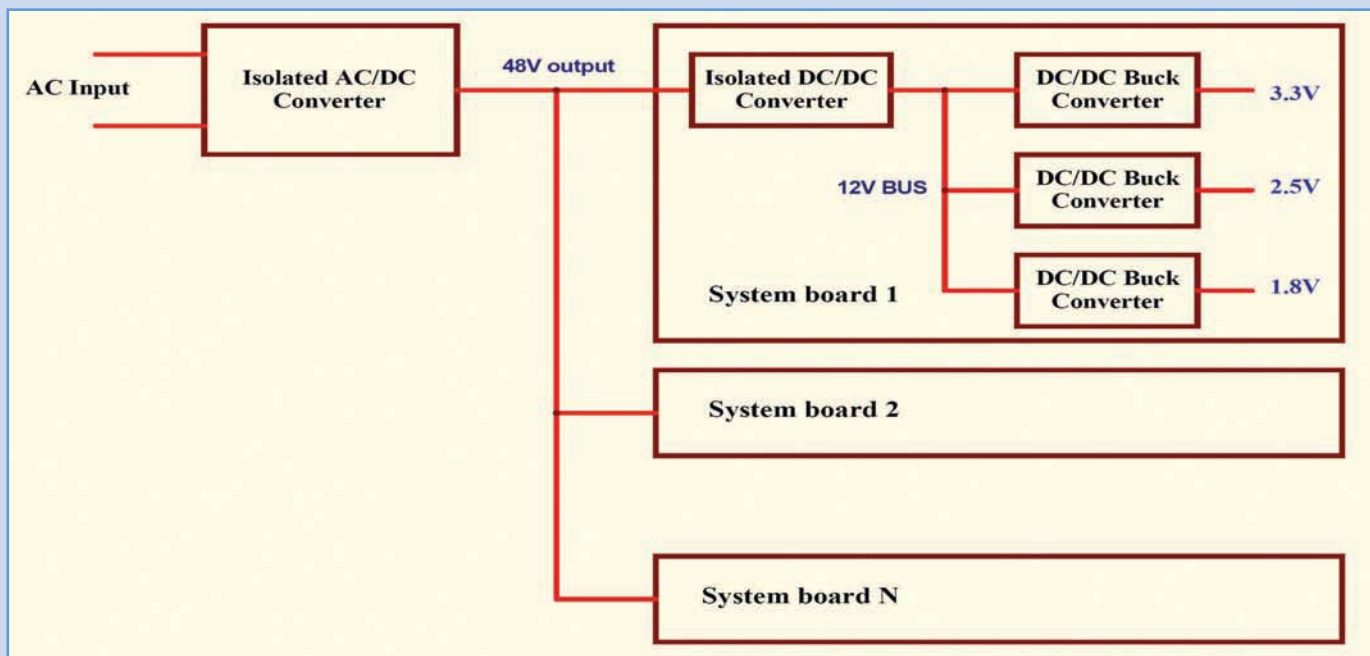 AC Input
Isolated AC/DC
Converter
48V output
Isolated DC/DC
Converter
12V BUS
DC/DC Buck
Converter
3.3V
DC/DC Buck
Converter
2.5V
DC/DC Buck
Converter
1.8V
System board 1
System board 2
System board N